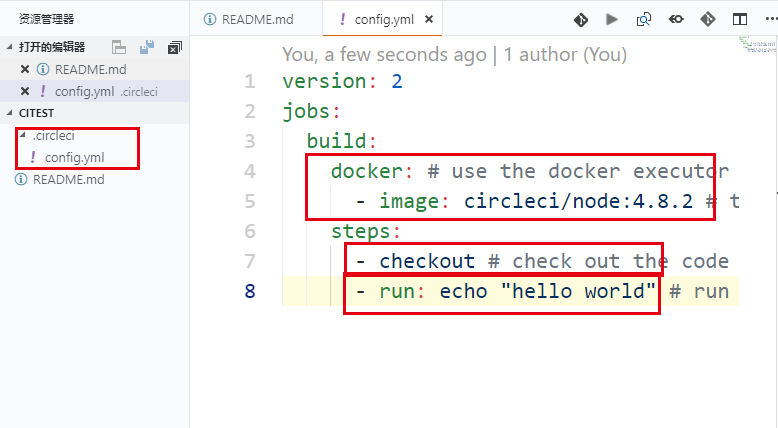 资源管理器
打开的编辑器
README.md
config.yml .circleci
CITEST
.circleci
config.yml
README.md
README.md
config.yml
You, a few seconds ago | 1 author (You)
1 version: 2
2 jobs:
3 build:
4 docker: # use the docker executor
5 - image: circleci/node:4.8.2 # t
6 steps:
7 - checkout # check out the code
8 - run: echo "hello world" # run